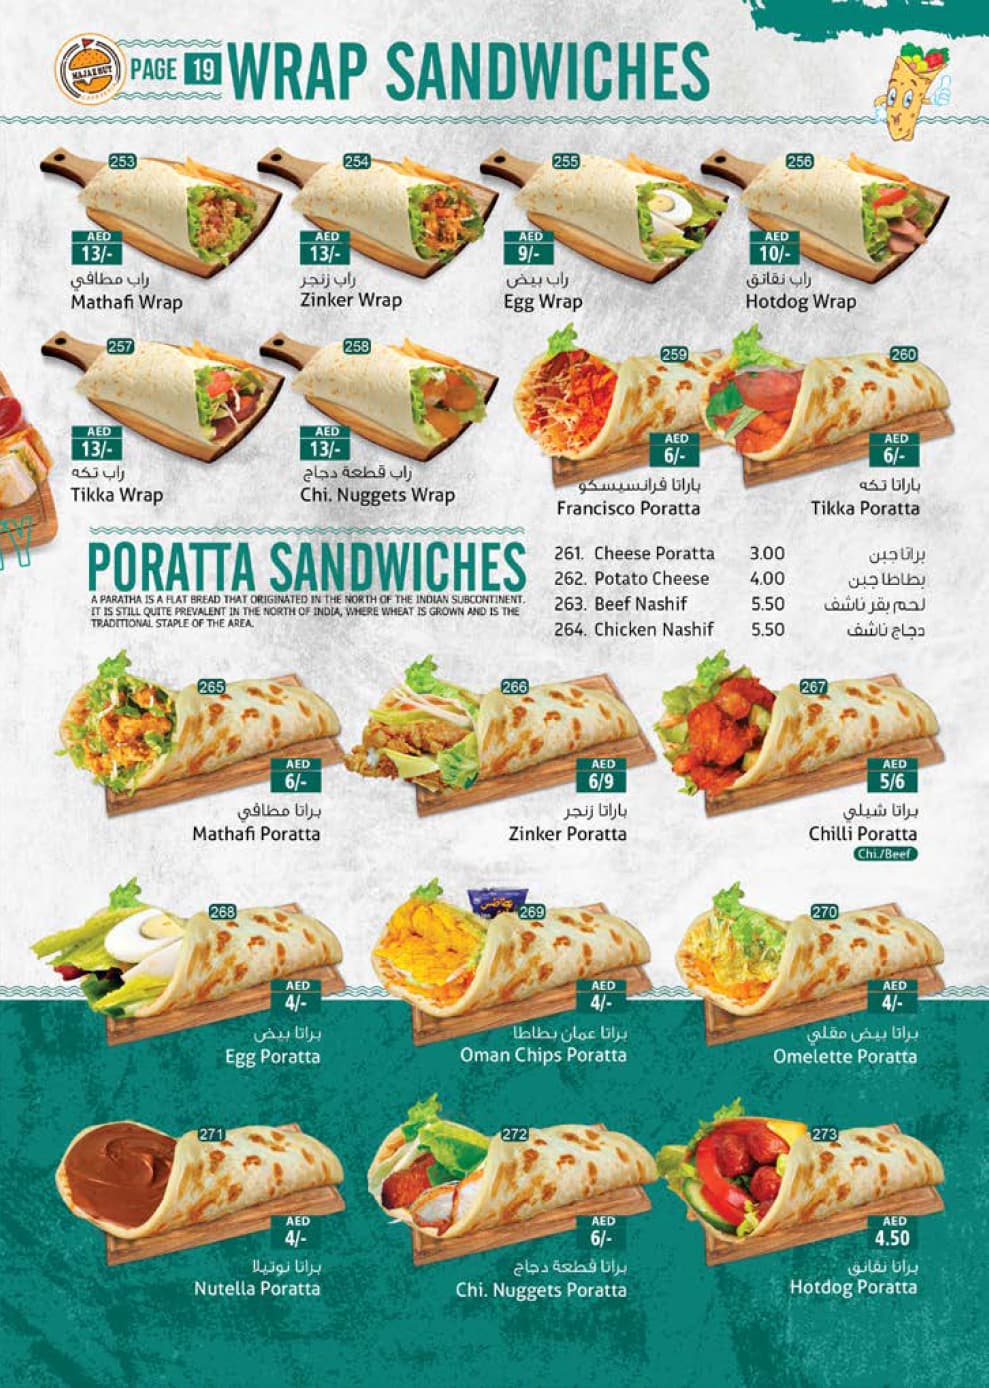 MAJAZ HUT
PAGE 19
WRAP SANDWICHES
253
AED
13/-
راب مطافي
Mathafi Wrap
254
AED
13/-
راب زنجر
Zinker Wrap
255
AED
9/-
راب بيض
Egg Wrap
256
AED
10/-
راب نقانق
Hotdog Wrap
257
AED
13/-
راب تكه
Tikka Wrap
258
AED
13/-
راب قطعة دجاج
Chi. Nuggets Wrap
259
AED
6/-
باراتا فرانسيسكو
Francisco Poratta
260
AED
6/-
باراتا تكه
Tikka Poratta
PORATTA SANDWICHES
A PARATHA IS A FLAT BREAD THAT ORIGINATED IN THE NORTH OF THE INDIAN SUBCONTINENT.
IT IS STILL QUITE PREVALENT IN THE NORTH OF INDIA, WHERE WHEAT IS GROWN AND IS THE
TRADITIONAL STAPLE OF THE AREA.
261. Cheese Poratta 3.00 براتا جبن
262. Potato Cheese 4.00 بطاطا جبن
263. Beef Nashif 5.50 لحم بقر ناشف
264. Chicken Nashif 5.50 دجاج ناشف
265
AED
6/-
براتا مطافي
Mathafi Poratta
266
AED
6/9
باراتا زنجر
Zinker Poratta
267
AED
5/6
براتا شيلي
Chilli Poratta
Chi./Beef
268
AED
4/-
براتا بيض
Egg Poratta
269
AED
4/-
براتا عمان بطاطا
Oman Chips Poratta
270
AED
4/-
براتا بيض مقلي
Omelette Poratta
271
AED
4/-
براتا نوتيلا
Nutella Poratta
272
AED
6/-
براتا قطعة دجاج
Chi. Nuggets Poratta
273
AED
4.50
براتا نقانق
Hotdog Poratta